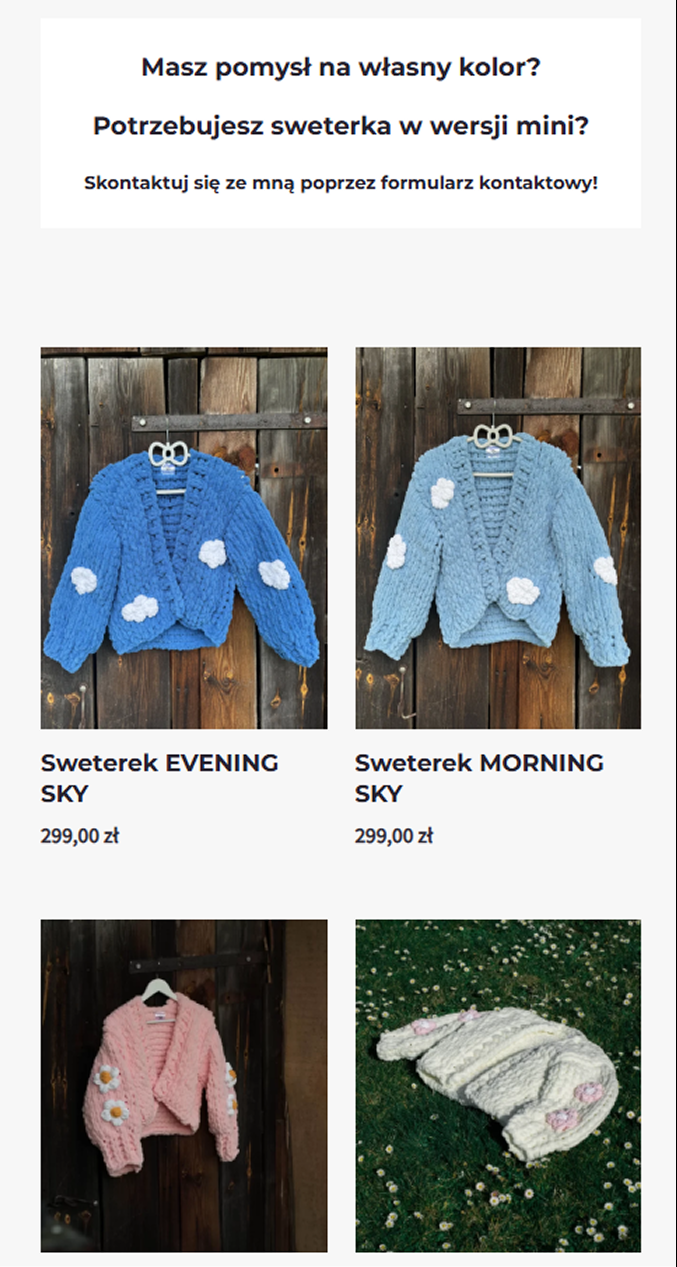 Masz pomysł na własny kolor?
Potrzebujesz sweterka w wersji mini?
Skontaktuj się ze mną poprzez formularz kontaktowy!
Sweterek EVENING
SKY
299,00 zł
Sweterek MORNING
SKY
299,00 zł